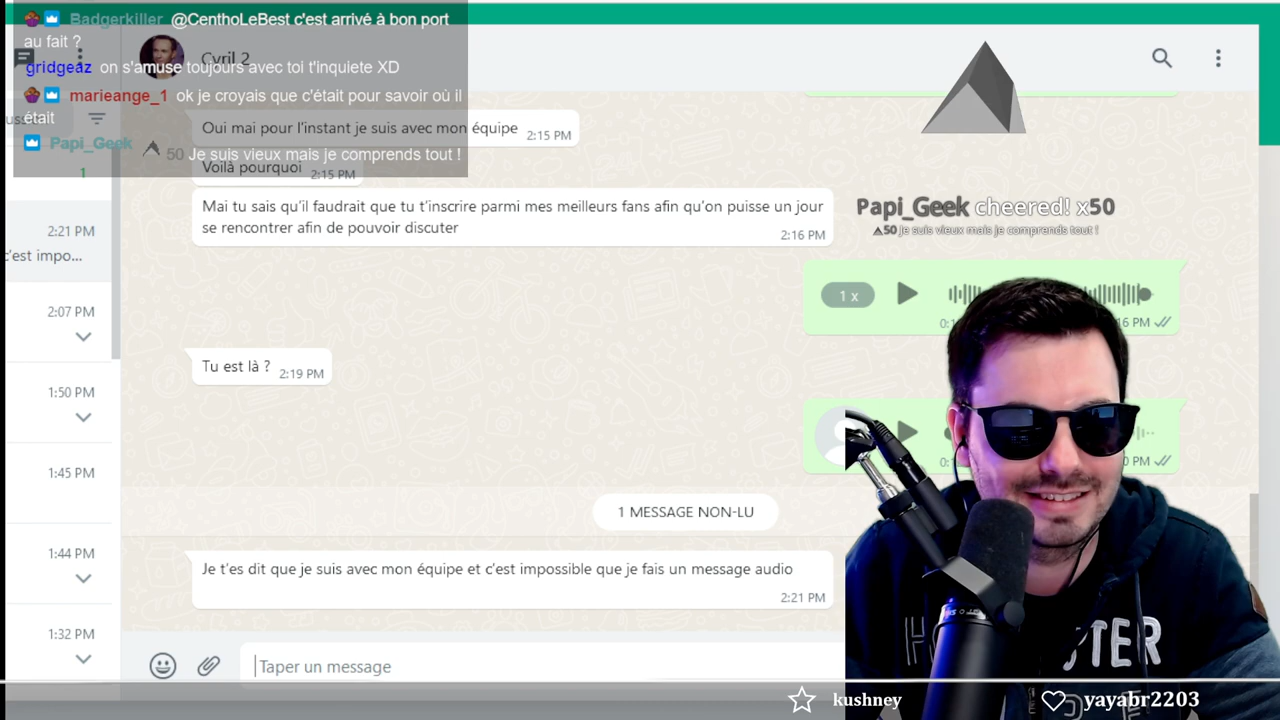 Badgerkiller @CenthoLeBest c'est arrivé à bon port
au fait ?
gridgeaz on s'amuse toujours avec toi t'inquiete XD
marieange_1 ok je croyais que c'était pour savoir où il
était
Papi_Geek 50 Je suis vieux mais je comprends tout !
Cyril 2
1
Oui mai pour l'instant je suis avec mon équipe 2:15 PM
Voilà pourquoi 2:15 PM
Mai tu sais qu'il faudrait que tu t'inscrire parmi mes meilleurs fans afin qu'on puisse un jour
se rencontrer afin de pouvoir discuter
2:16 PM
Papi_Geek cheered! x50
50 Je suis vieux mais je comprends tout !
2:21 PM
c'est impo...
1 x
16 PM
2:07 PM
Tu est là ? 2:19 PM
1:50 PM
1:45 PM
1 MESSAGE NON-LU
Je t'es dit que je suis avec mon équipe et c'est impossible que je fais un message audio
2:21 PM
1:44 PM
1:32 PM
Taper un message
kushney
yayabr2203